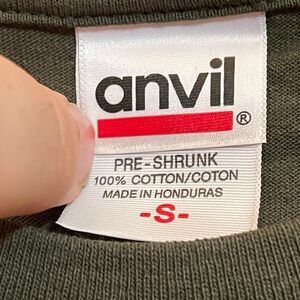 anvil
®
PRE-SHRUNK
100% COTTON/COTON
MADE IN HONDURAS
-S-